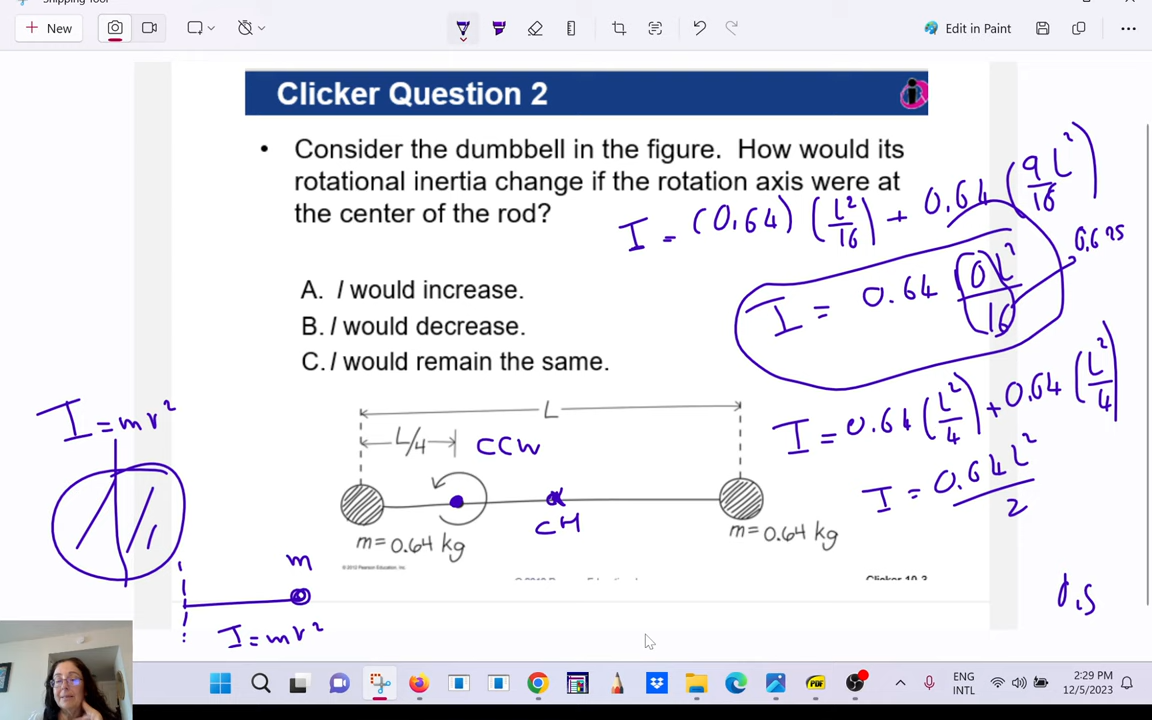 New
Edit in Paint
Clicker Question 2
• Consider the dumbbell in the figure. How would its
rotational inertia change if the rotation axis were at
the center of the rod?
A. I would increase.
B. I would decrease.
C. I would remain the same.
I = (0.64) (L²/16) + 0.64 (9L²/16)
0.625
I = 0.64 0L²/16
I = 0.64 (L²/4) + 0.64 (L²/4)
I = 0.64L²/2
I = mr²
L
L/4
CCW
CM
m = 0.64 kg
m = 0.64 kg
m
I = mr²
0.5
ENG
INTL
2:29 PM
12/5/2023